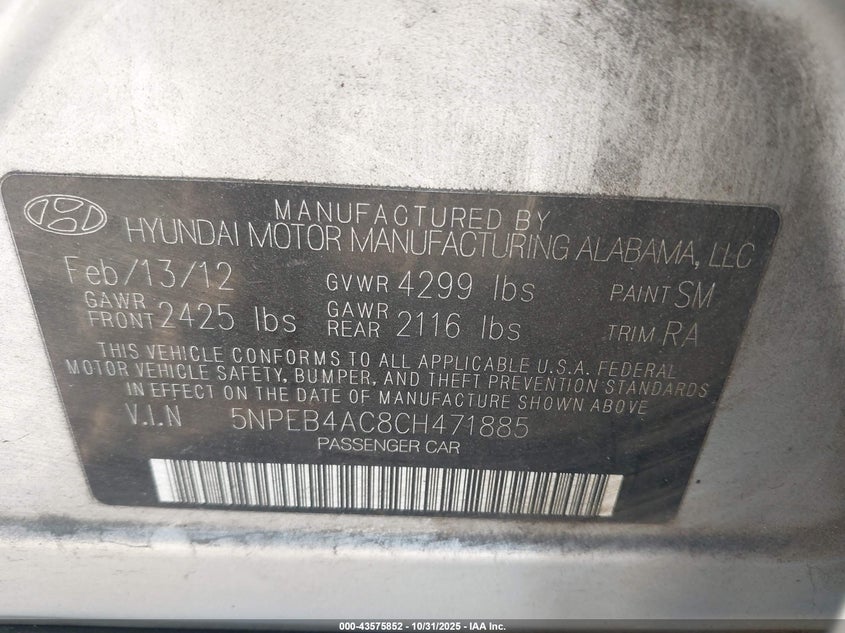 MANUFACTURED BY
HYUNDAI MOTOR MANUFACTURING ALABAMA, LLC
Feb/13/12 GVWR 4299 lbs PAINT SM
GAWR FRONT 2425 lbs GAWR REAR 2116 lbs TRIM RA
THIS VEHICLE CONFORMS TO ALL APPLICABLE U.S.A. FEDERAL
MOTOR VEHICLE SAFETY, BUMPER, AND THEFT PREVENTION STANDARDS
IN EFFECT ON THE DATE OF MANUFACTURE SHOWN ABOVE
V.I.N 5NPEB4AC8CH471885
PASSENGER CAR
000-43575852 - 10/31/2025 - IAA Inc.